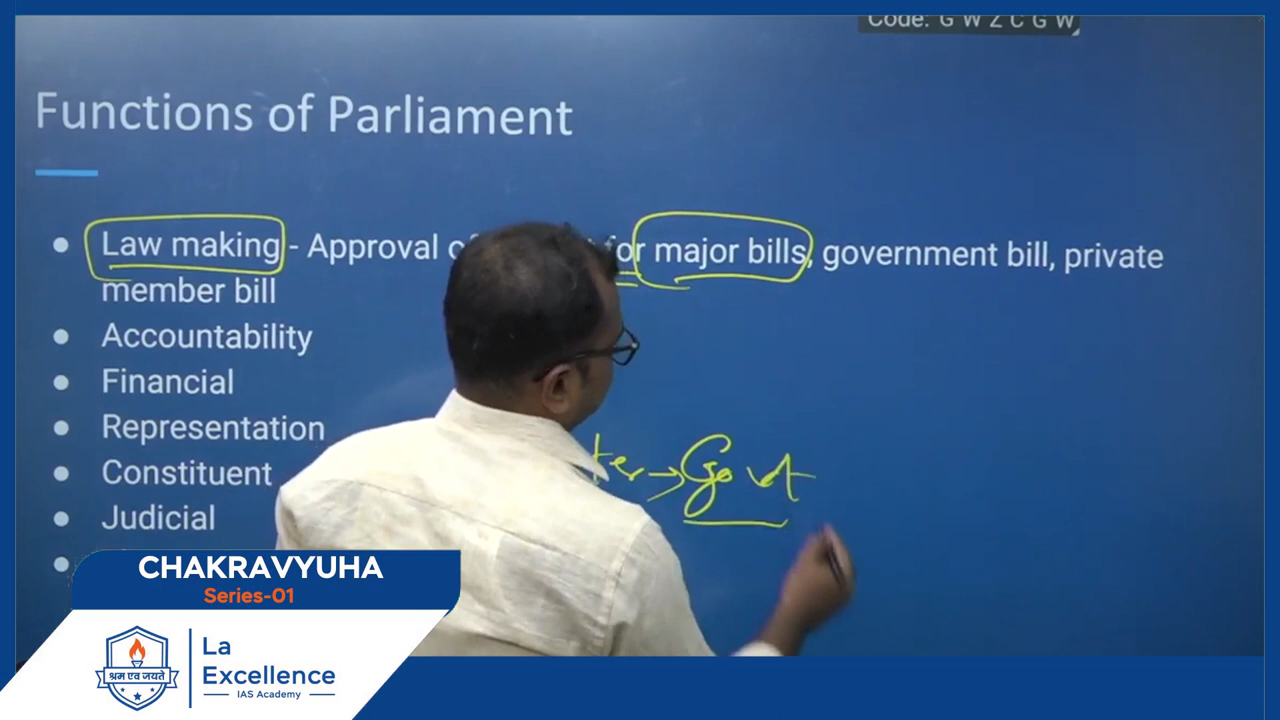 Code: G W Z C G W
Functions of Parliament
Law making - Approval for major bills, government bill, private
member bill
Accountability
Financial
Representation
Constituent
Judicial
ter → Govt
CHAKRAVYUHA
Series-01
श्रम एव जयते
La
Excellence
IAS Academy